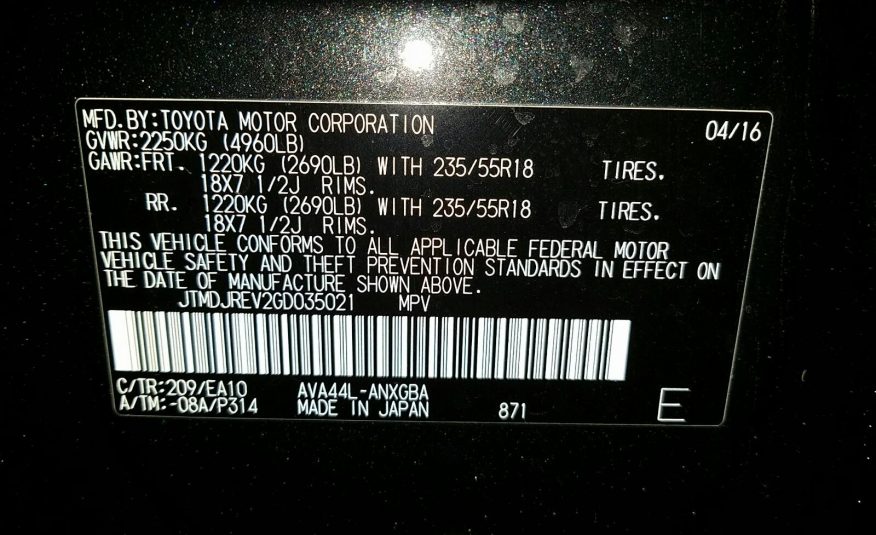 MFD.BY:TOYOTA MOTOR CORPORATION 04/16
GVWR:2250KG (4960LB)
GAWR:FRT. 1220KG (2690LB) WITH 235/55R18 TIRES.
18X7 1/2J RIMS.
RR. 1220KG (2690LB) WITH 235/55R18 TIRES.
18X7 1/2J RIMS.
THIS VEHICLE CONFORMS TO ALL APPLICABLE FEDERAL MOTOR
VEHICLE SAFETY AND THEFT PREVENTION STANDARDS IN EFFECT ON
THE DATE OF MANUFACTURE SHOWN ABOVE.
JTMDJREV2GD035021 MPV
C/TR:209/EA10 AVA44L-ANXGBA
A/TM:-08A/P314 MADE IN JAPAN 871 E